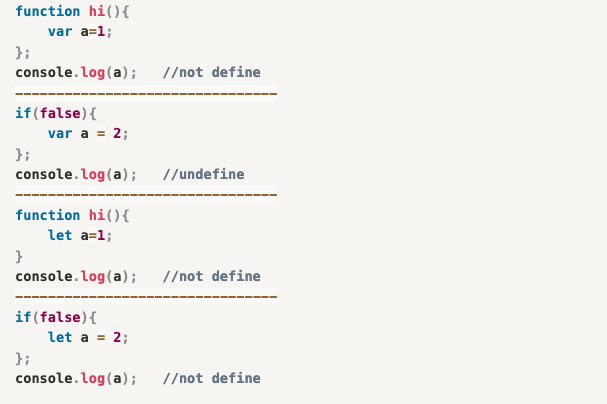 function hi(){
    var a=1;
};
console.log(a);   //not define
--------------------------------
if(false){
    var a = 2;
};
console.log(a);   //undefine
--------------------------------
function hi(){
    let a=1;
}
console.log(a);   //not define
--------------------------------
if(false){
    let a = 2;
};
console.log(a);   //not define